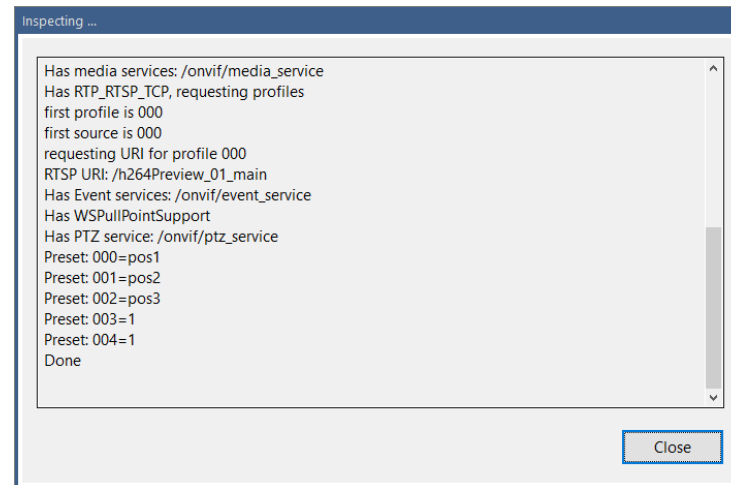 Inspecting ...
Has media services: /onvif/media_service
Has RTP_RTSP_TCP, requesting profiles
first profile is 000
first source is 000
requesting URI for profile 000
RTSP URI: /h264Preview_01_main
Has Event services: /onvif/event_service
Has WSPullPointSupport
Has PTZ service: /onvif/ptz_service
Preset: 000=pos1
Preset: 001=pos2
Preset: 002=pos3
Preset: 003=1
Preset: 004=1
Done
Close